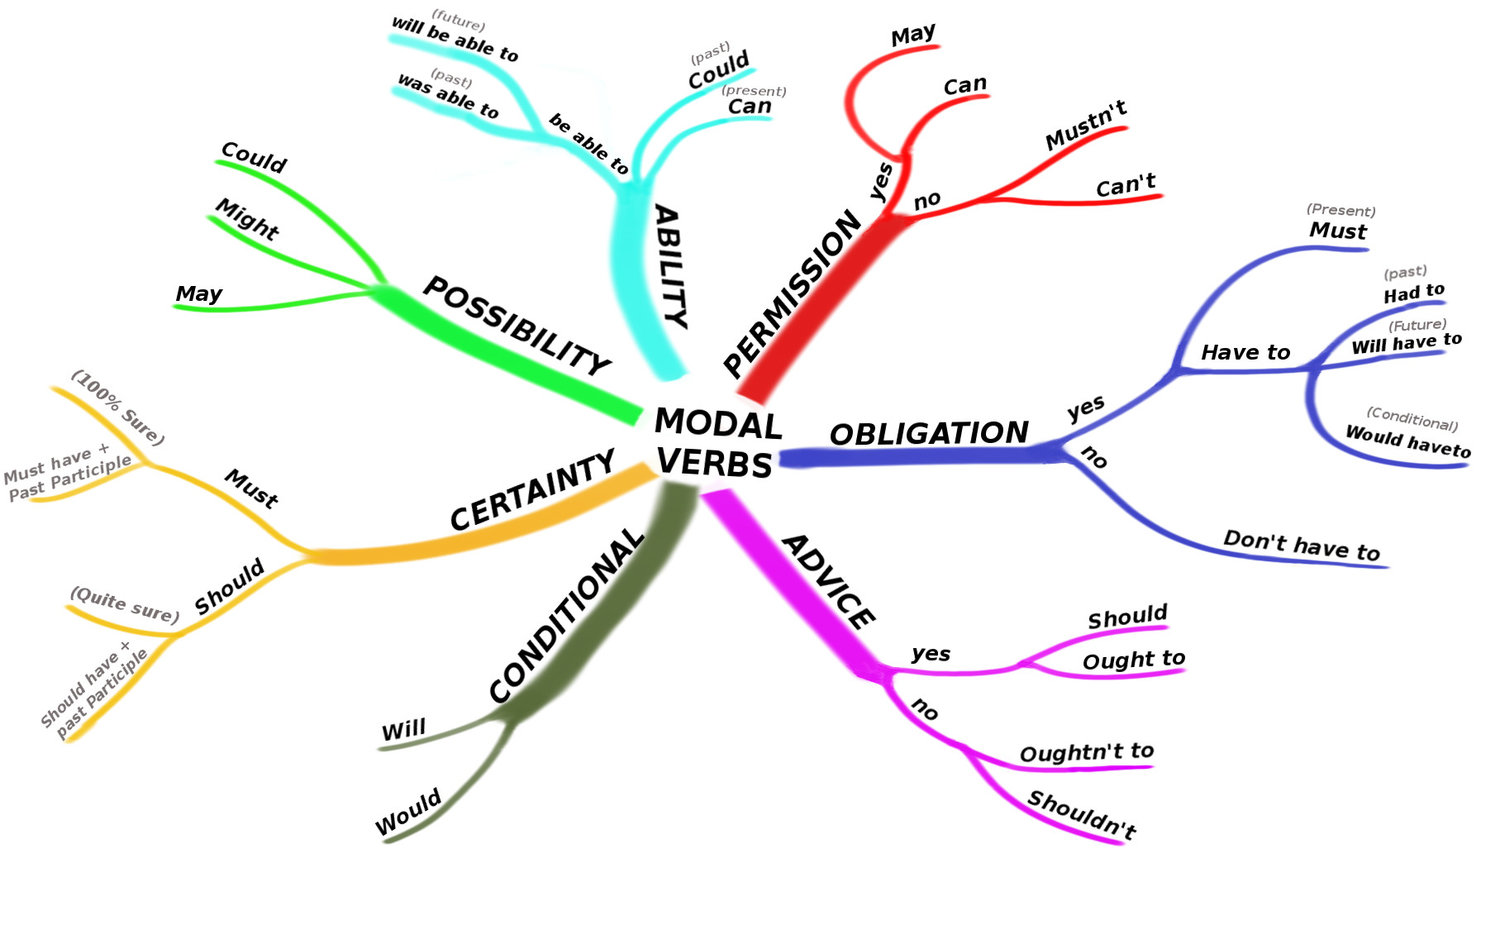 MODAL
VERBS
ABILITY
be able to
(future)
will be able to
(past)
was able to
(past)
Could
(present)
Can
PERMISSION
yes
May
Can
no
Mustn't
Can't
OBLIGATION
yes
(Present)
Must
Have to
(past)
Had to
(Future)
Will have to
(Conditional)
Would haveto
no
Don't have to
ADVICE
yes
Should
Ought to
no
Oughtn't to
Shouldn't
CONDITIONAL
Will
Would
CERTAINTY
Must
(100% Sure)
Must have +
Past Participle
Should
(Quite sure)
Should have +
past Participle
POSSIBILITY
Could
Might
May